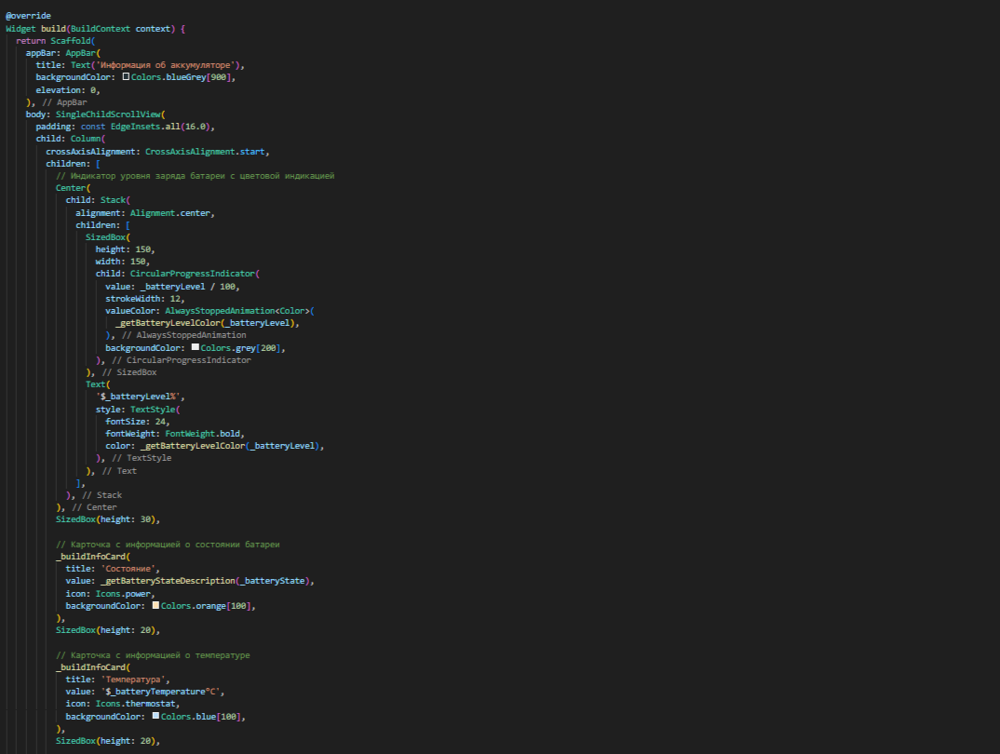 @override
Widget build(BuildContext context) {
  return Scaffold(
    appBar: AppBar(
      title: Text('Информация об аккумуляторе'),
      backgroundColor: Colors.blueGrey[900],
      elevation: 0,
    ), // AppBar
    body: SingleChildScrollView(
      padding: const EdgeInsets.all(16.0),
      child: Column(
        crossAxisAlignment: CrossAxisAlignment.start,
        children: [
          // Индикатор уровня заряда батареи с цветовой индикацией
          Center(
            child: Stack(
              alignment: Alignment.center,
              children: [
                SizedBox(
                  height: 150,
                  width: 150,
                  child: CircularProgressIndicator(
                    value: _batteryLevel / 100,
                    strokeWidth: 12,
                    valueColor: AlwaysStoppedAnimation<Color>(
                      _getBatteryLevelColor(_batteryLevel),
                    ), // AlwaysStoppedAnimation
                    backgroundColor: Colors.grey[200],
                  ), // CircularProgressIndicator
                ), // SizedBox
                Text(
                  '$_batteryLevel%',
                  style: TextStyle(
                    fontSize: 24,
                    fontWeight: FontWeight.bold,
                    color: _getBatteryLevelColor(_batteryLevel),
                  ), // TextStyle
                ), // Text
              ],
            ), // Stack
          ), // Center
          SizedBox(height: 30),
          // Карточка с информацией о состоянии батареи
          _buildInfoCard(
            title: 'Состояние',
            value: _getBatteryStateDescription(_batteryState),
            icon: Icons.power,
            backgroundColor: Colors.orange[100],
          ),
          SizedBox(height: 20),
          // Карточка с информацией о температуре
          _buildInfoCard(
            title: 'Температура',
            value: '$_batteryTemperature°C',
            icon: Icons.thermostat,
            backgroundColor: Colors.blue[100],
          ),
          SizedBox(height: 20),